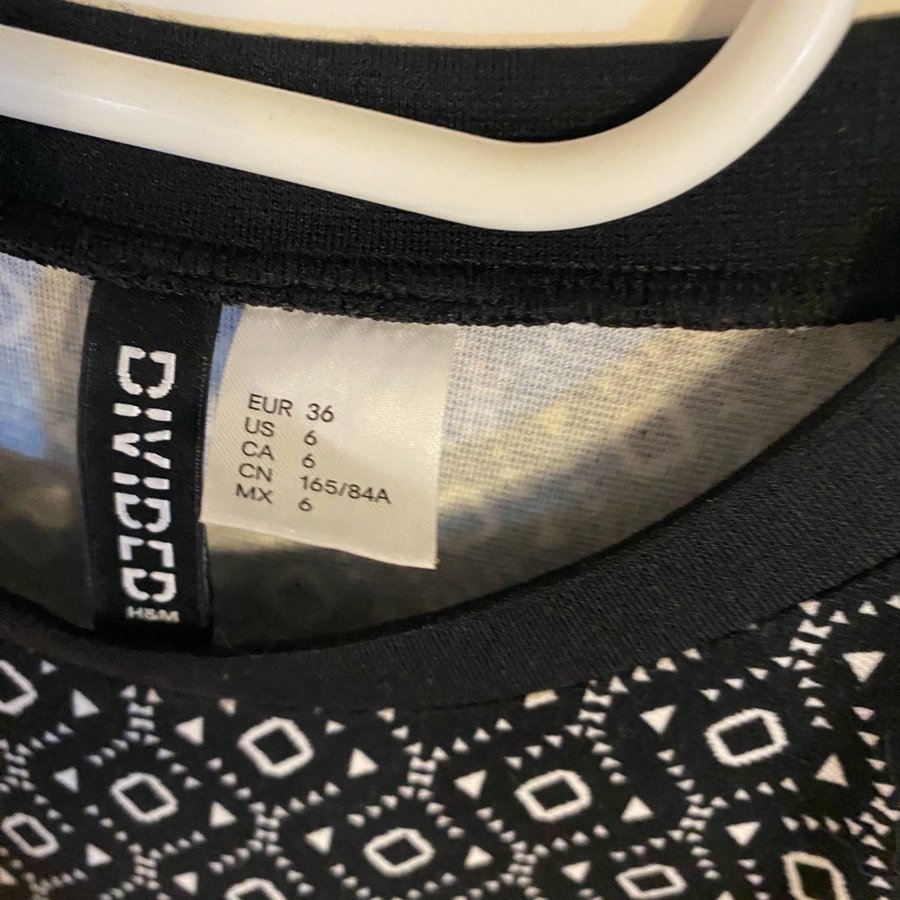 DIVIDED
H&M
EUR 36
US 6
CA 6
CN 165/84A
MX 6